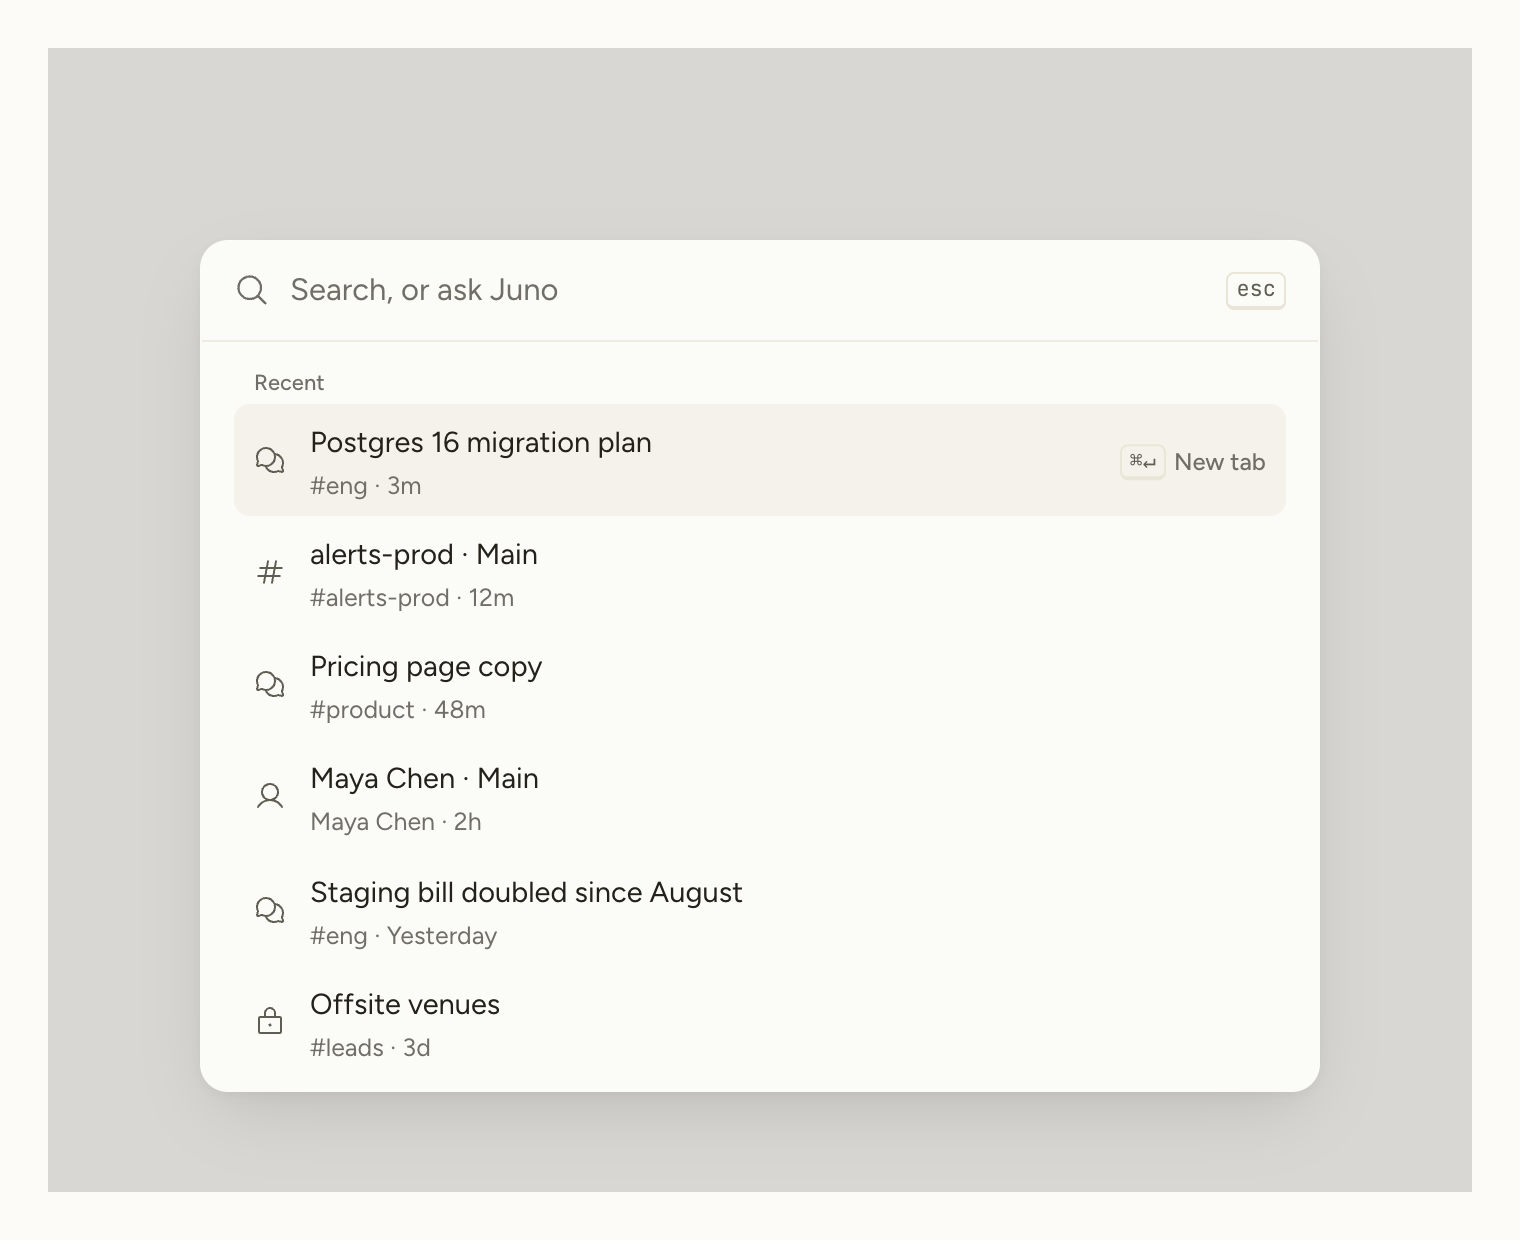 Search, or ask Juno
esc
Recent
Postgres 16 migration plan
#eng · 3m
⌘↵ New tab
alerts-prod · Main
#alerts-prod · 12m
Pricing page copy
#product · 48m
Maya Chen · Main
Maya Chen · 2h
Staging bill doubled since August
#eng · Yesterday
Offsite venues
#leads · 3d